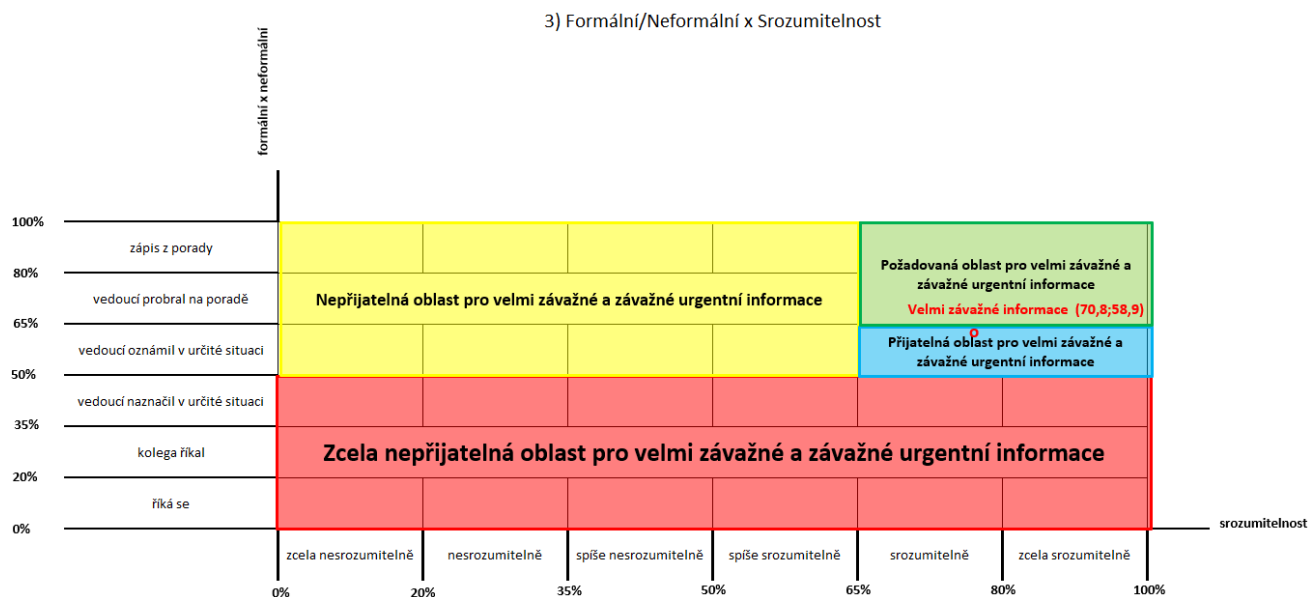 3) Formální/Neformální x Srozumitelnost
formální x neformální
100%
zápis z porady
80%
vedoucí probral na poradě
65%
vedoucí oznámil v určité situaci
50%
vedoucí naznačil v určité situaci
35%
kolega říkal
20%
říká se
0%
Nepřijatelná oblast pro velmi závažné a závažné urgentní informace
Požadovaná oblast pro velmi závažné a
závažné urgentní informace
Velmi závažné informace (70,8;58,9)
Přijatelná oblast pro velmi závažné a
závažné urgentní informace
Zcela nepřijatelná oblast pro velmi závažné a závažné urgentní informace
srozumitelnost
zcela nesrozumitelně
nesrozumitelně
spíše nesrozumitelně
spíše srozumitelně
srozumitelně
zcela srozumitelně
0%
20%
35%
50%
65%
80%
100%